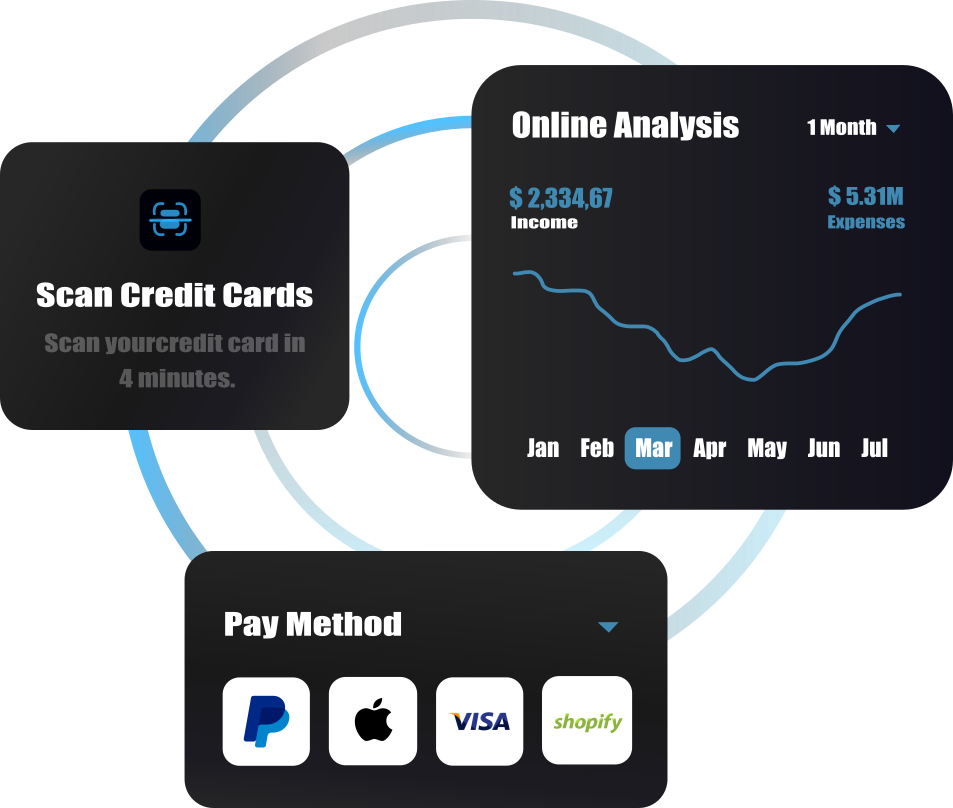 Online Analysis
1 Month
$ 2,334,67
$ 5.31M
Income
Expenses
Scan Credit Cards
Scan yourcredit card in
4 minutes.
Jan Feb Mar Apr May Jun Jul
Pay Method
VISA
shopify